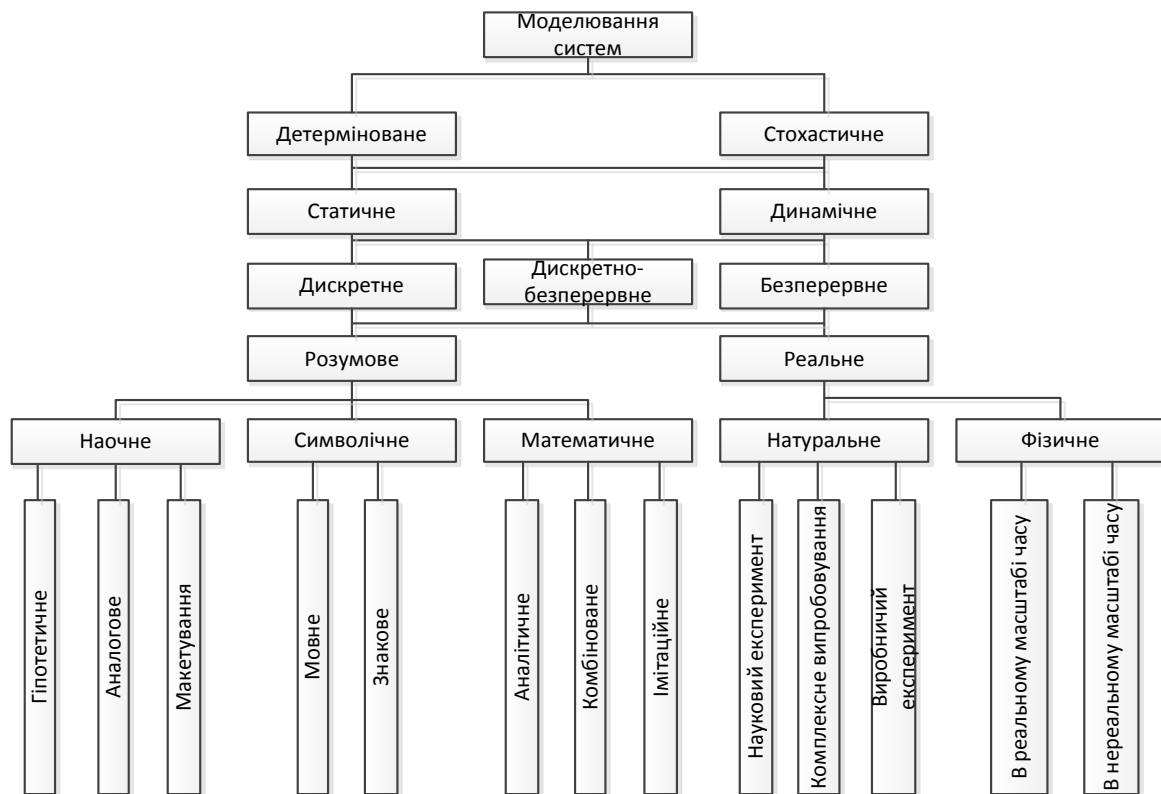 Моделювання
систем
Детерміноване
Стохастичне
Статичне
Динамічне
Дискретне
Дискретно-
безперервне
Безперервне
Розумове
Реальне
Наочне
Символічне
Математичне
Натуральне
Фізичне
Гіпотетичне
Аналогове
Макетування
Мовне
Знакове
Аналітичне
Комбіноване
Імітаційне
Науковий експеримент
Комплексне випробовування
Виробничий
експеримент
В реальному масштабі часу
В нереальному масштабі часу